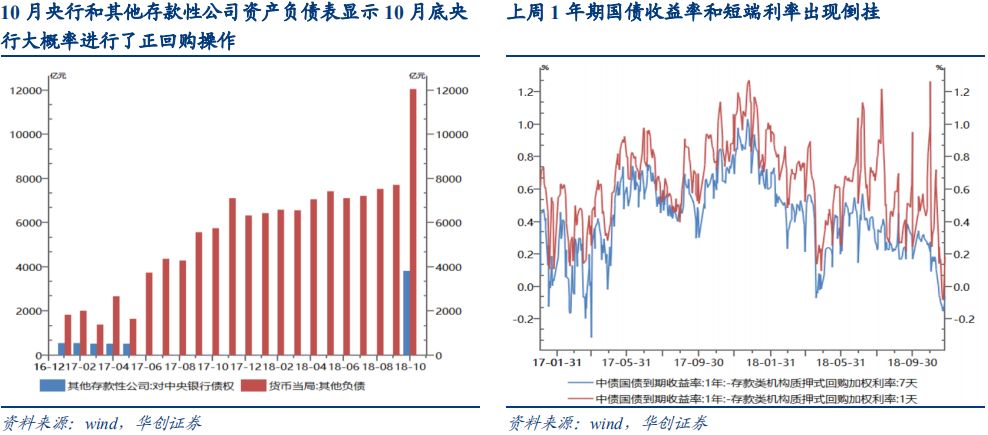 10 月央行和其他存款性公司资产负债表显示 10 月底央
行大概率进行了正回购操作
亿元 亿元
12000 12000
10000 10000
8000 8000
6000 6000
4000 4000
2000 2000
0 0
16-12 17-02 17-04 17-06 17-08 17-10 17-12 18-02 18-04 18-06 18-08 18-10
其他存款性公司:对中央银行债权 货币当局:其他负债
资料来源：wind，华创证券
上周 1 年期国债收益率和短端利率出现倒挂
% %
1.2 1.2
1.0 1.0
0.8 0.8
0.6 0.6
0.4 0.4
0.2 0.2
0.0 0.0
-0.2 -0.2
17-01-31 17-05-31 17-09-30 18-01-31 18-05-31 18-09-30
中债国债到期收益率:1年:-存款类机构质押式回购加权利率:7天
中债国债到期收益率:1年:-存款类机构质押式回购加权利率:1天
资料来源：wind，华创证券